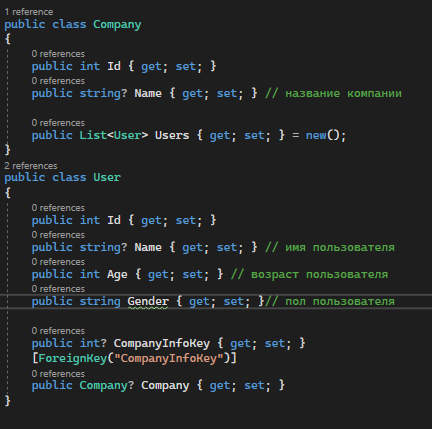 1 reference
public class Company
{
0 references
public int Id { get; set; }
0 references
public string? Name { get; set; } // название компании
0 references
public List<User> Users { get; set; } = new();
}
2 references
public class User
{
0 references
public int Id { get; set; }
0 references
public string? Name { get; set; } // имя пользователя
0 references
public int Age { get; set; } // возраст пользователя
0 references
public string Gender { get; set; }// пол пользователя
0 references
public int? CompanyInfoKey { get; set; }
[ForeignKey("CompanyInfoKey")]
0 references
public Company? Company { get; set; }
}